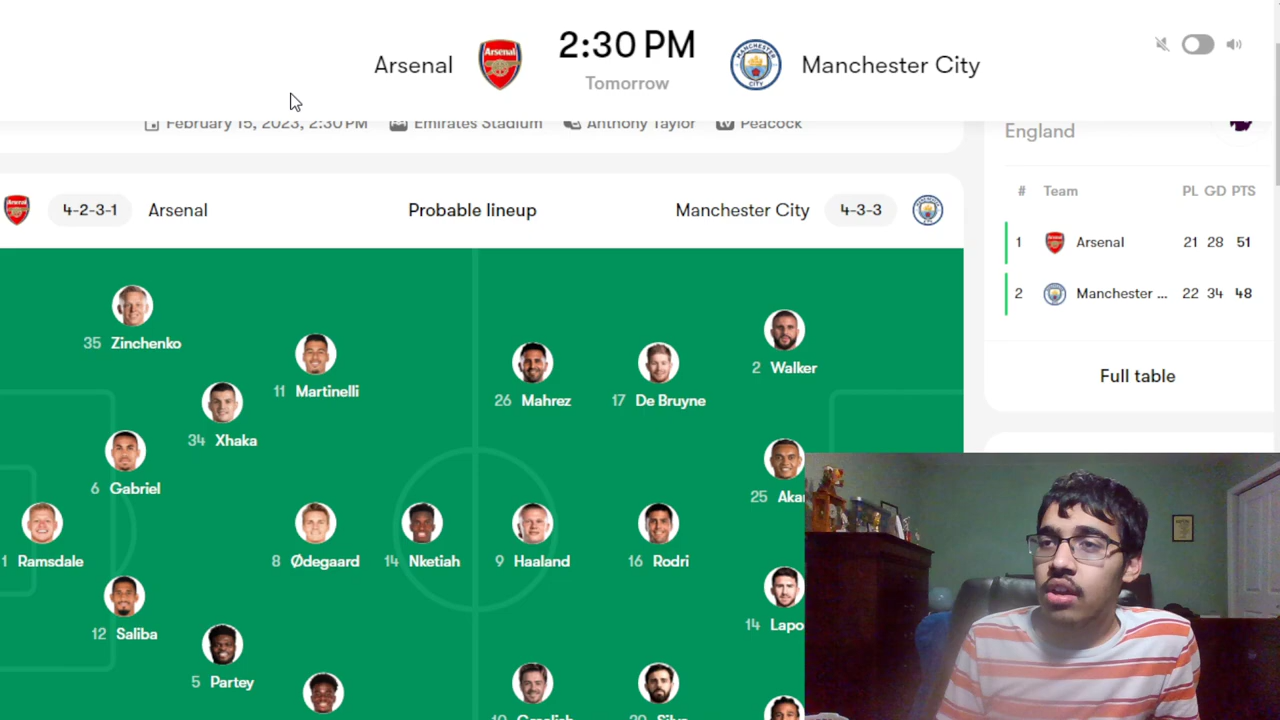 Arsenal
2:30 PM
Tomorrow
Manchester City
February 15, 2023, 2:30 PM
Emirates Stadium
Anthony Taylor
Peacock
4-2-3-1
Arsenal
Probable lineup
Manchester City
4-3-3
35 Zinchenko
11 Martinelli
34 Xhaka
6 Gabriel
1 Ramsdale
8 Ødegaard
14 Nketiah
12 Saliba
5 Partey
26 Mahrez
17 De Bruyne
2 Walker
25 Aka
9 Haaland
16 Rodri
14 Lapo
England
# Team PL GD PTS
1 Arsenal 21 28 51
2 Manchester ... 22 34 48
Full table